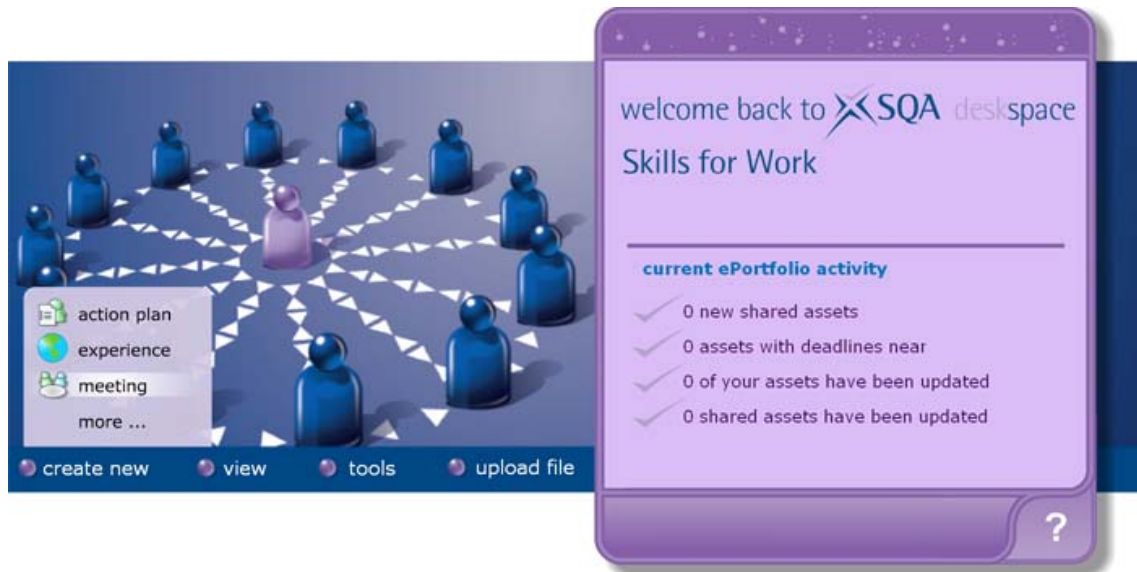 welcome back to SQA deskspace
Skills for Work
current ePortfolio activity
0 new shared assets
0 assets with deadlines near
0 of your assets have been updated
0 shared assets have been updated
action plan
experience
meeting
more ...
create new
view
tools
upload file
?